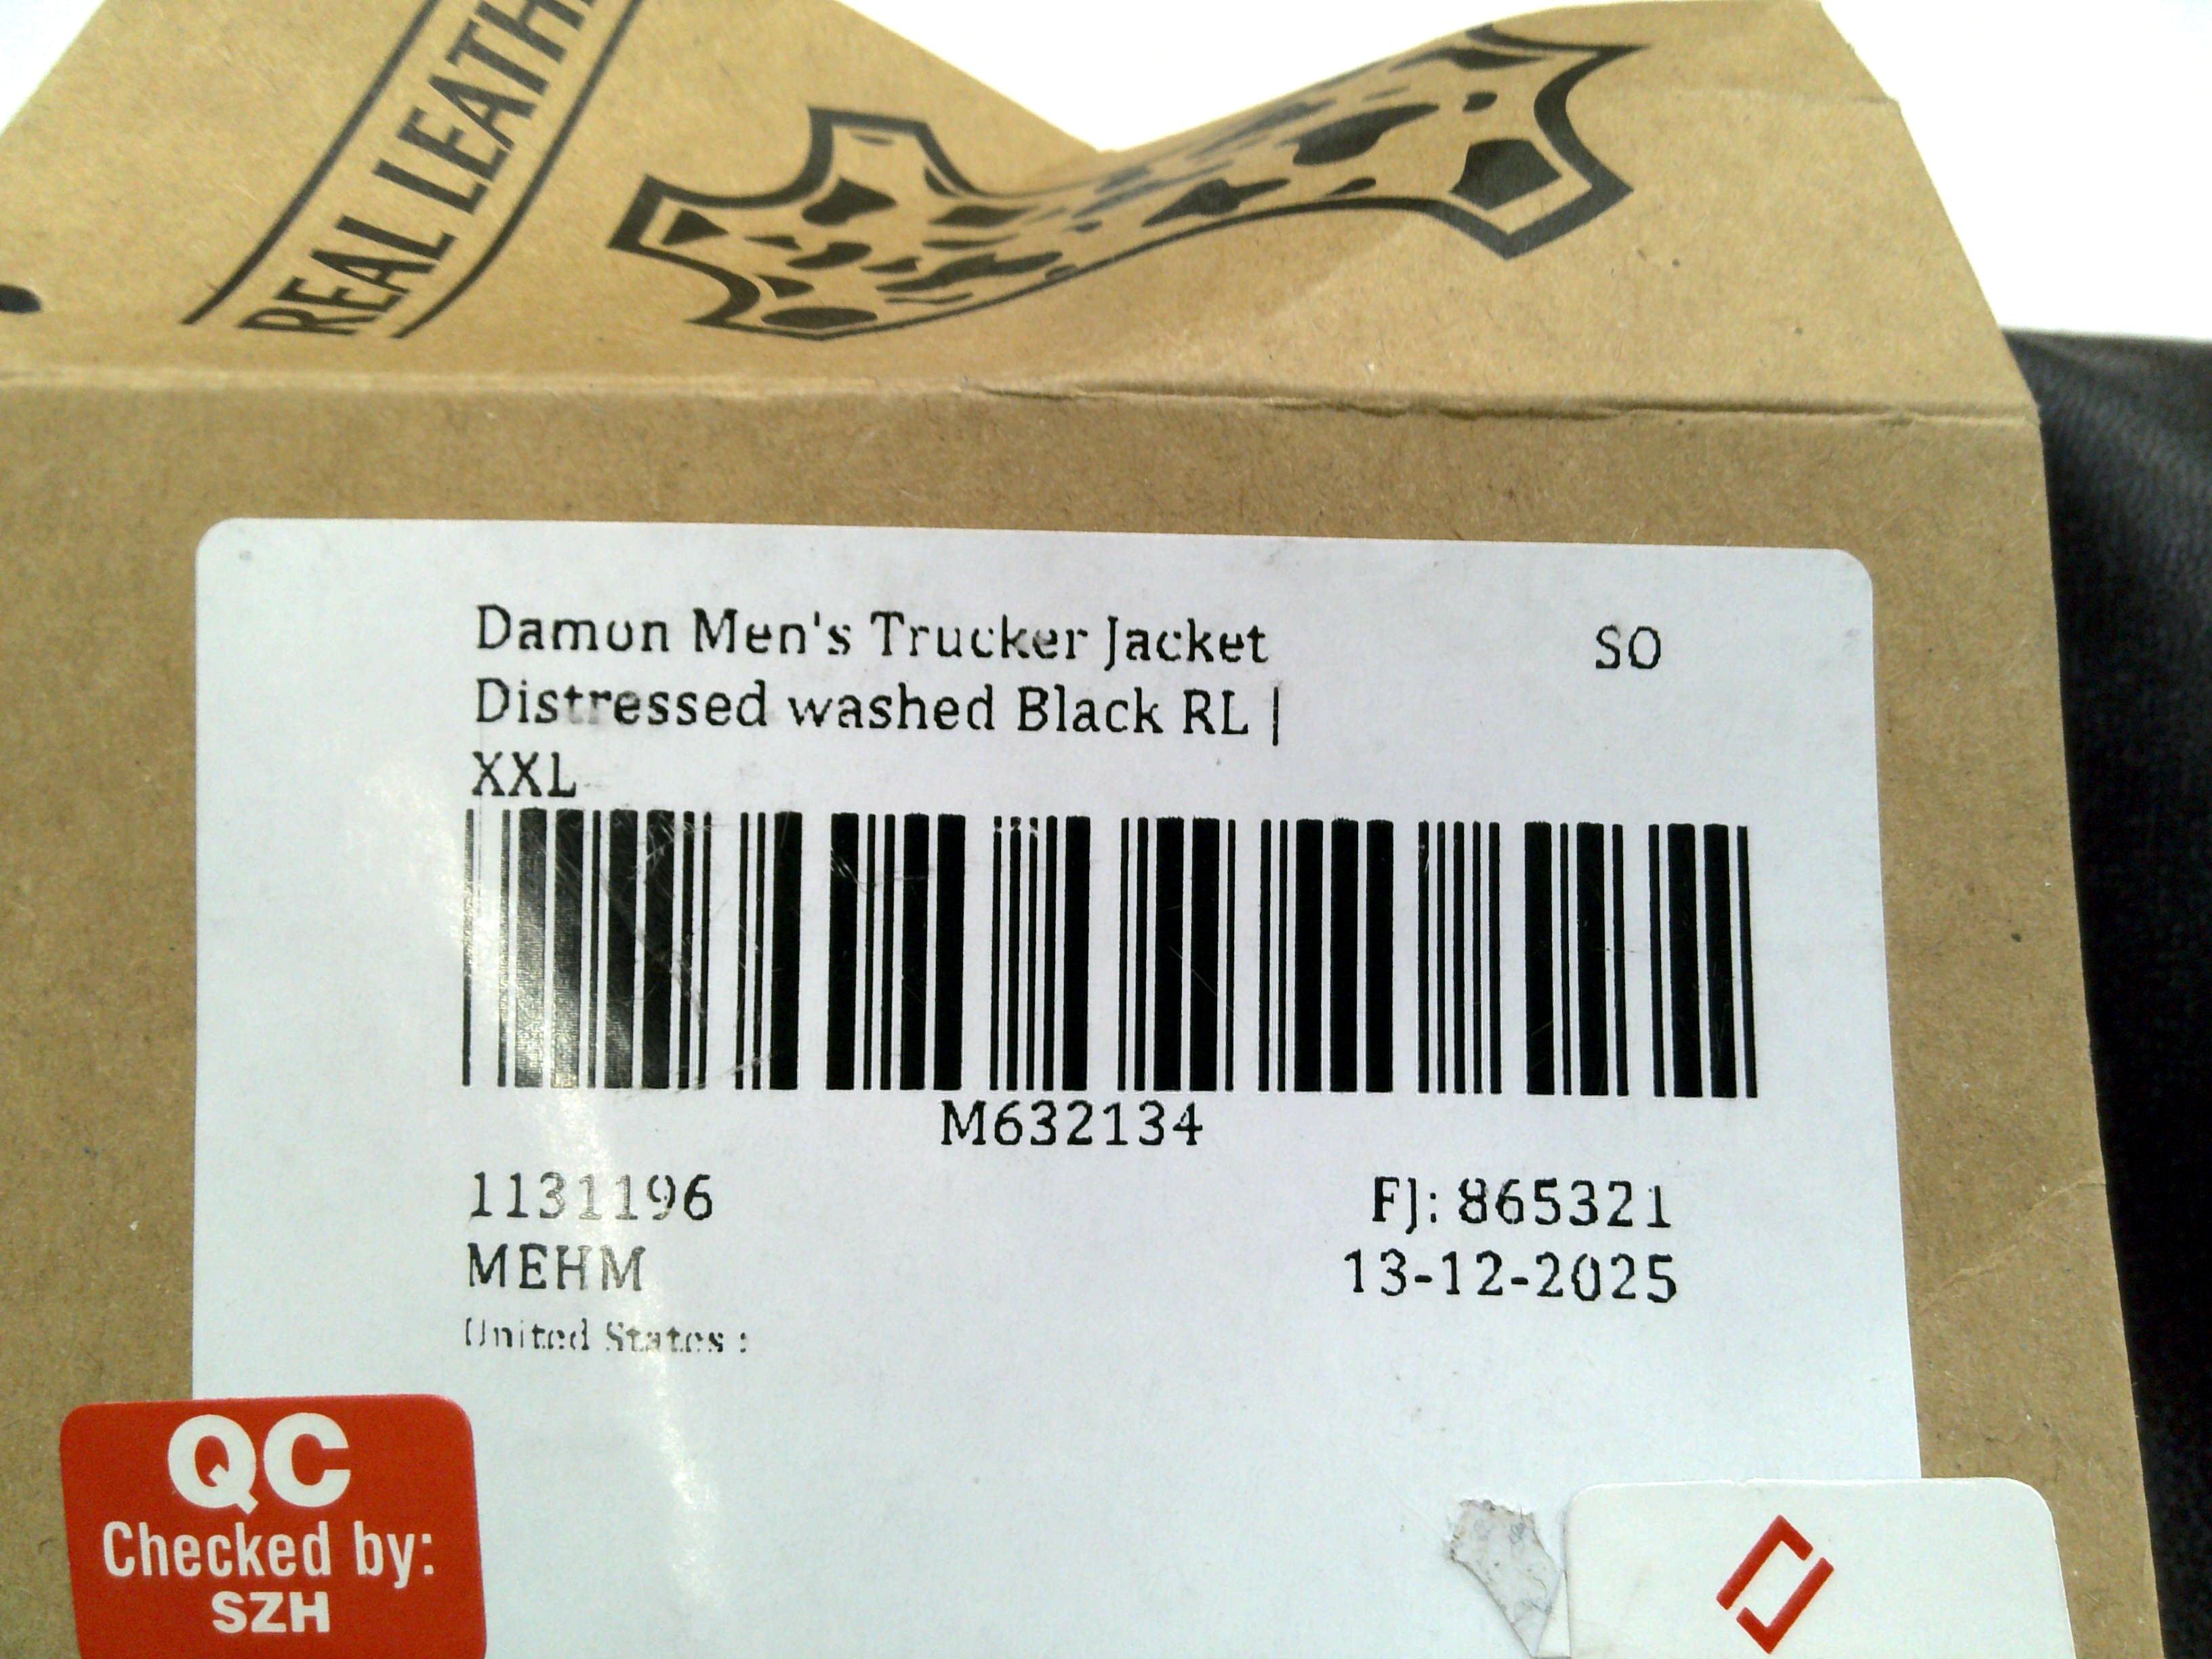 REAL LEATH
Damon Men's Trucker Jacket
SO
Distressed washed Black RL |
XXL
M632134
1131196
FJ: 865321
MEHM
13-12-2025
United States :
QC
Checked by:
SZH